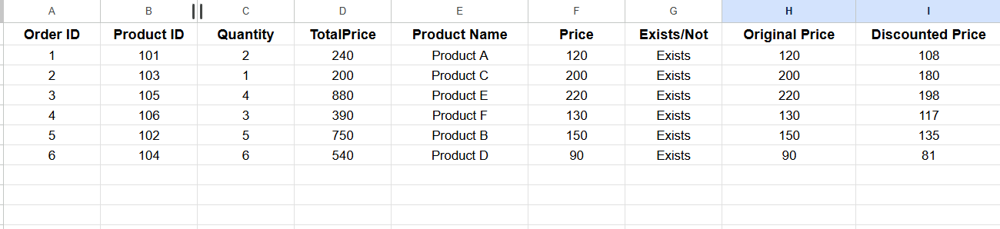 A B C D E F G H I
Order ID Product ID Quantity TotalPrice Product Name Price Exists/Not Original Price Discounted Price
1 101 2 240 Product A 120 Exists 120 108
2 103 1 200 Product C 200 Exists 200 180
3 105 4 880 Product E 220 Exists 220 198
4 106 3 390 Product F 130 Exists 130 117
5 102 5 750 Product B 150 Exists 150 135
6 104 6 540 Product D 90 Exists 90 81